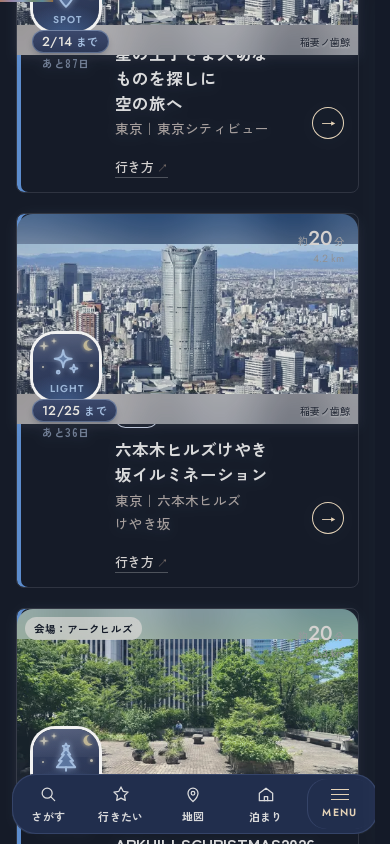 SPOT
2/14 まで
稲妻ノ歯鯨
あと87日
星の王子さま大切な
ものを探しに
空の旅へ
東京｜東京シティビュー
→
行き方 ↗
約20分
LIGHT
12/25 まで
稲妻ノ歯鯨
あと36日
六本木ヒルズけやき
坂イルミネーション
東京｜六本木ヒルズ
けやき坂
→
行き方 ↗
会場：アークヒルズ
20
さがす
行きたい
地図
泊まり
MENU
ARKHILLSCHRISTMAS2026